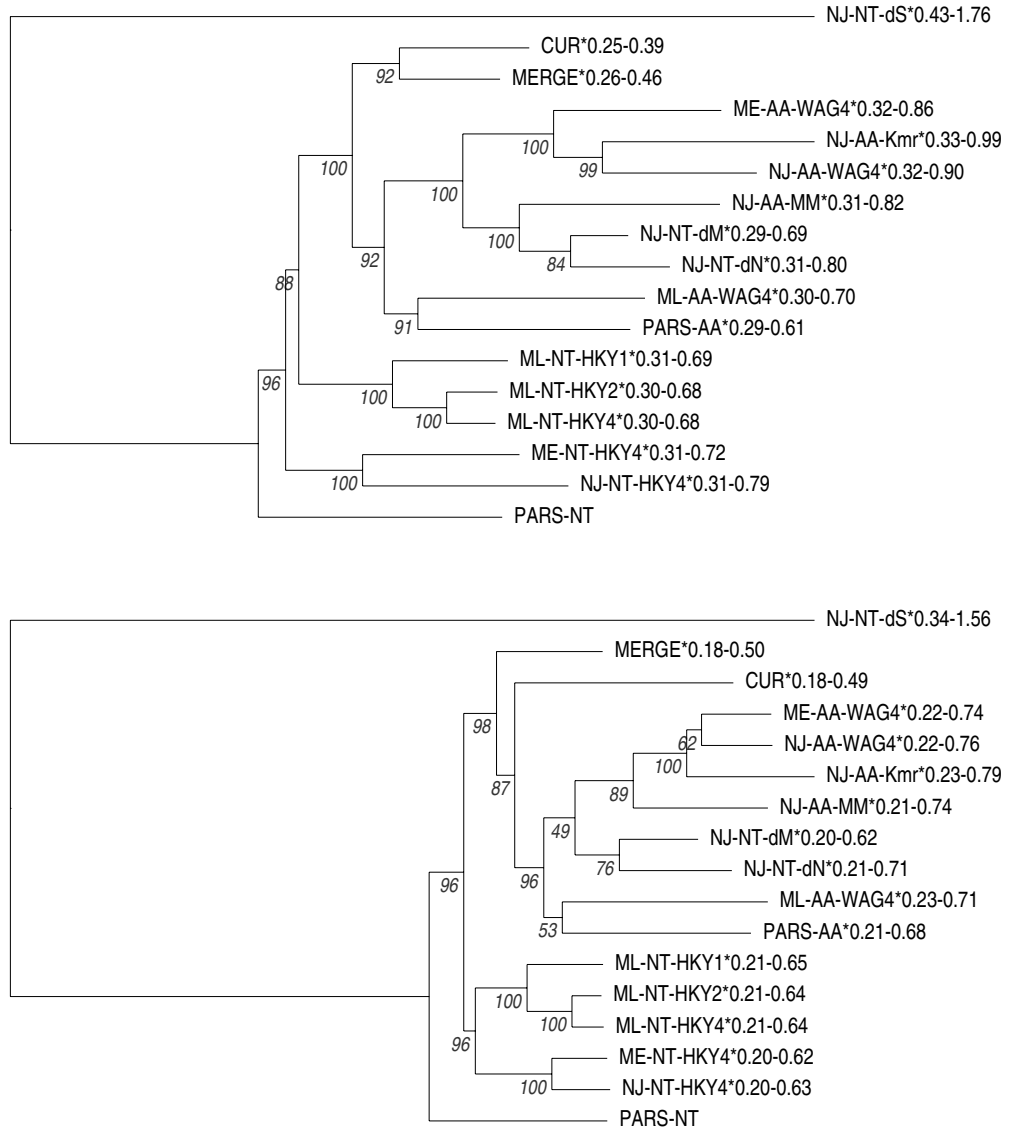 NJ-NT-dS*0.43-1.76
CUR*0.25-0.39
92
MERGE*0.26-0.46
ME-AA-WAG4*0.32-0.86
100
NJ-AA-Kmr*0.33-0.99
100
99
NJ-AA-WAG4*0.32-0.90
100
NJ-AA-MM*0.31-0.82
NJ-NT-dM*0.29-0.69
100
92
84
NJ-NT-dN*0.31-0.80
88
ML-AA-WAG4*0.30-0.70
91
PARS-AA*0.29-0.61
ML-NT-HKY1*0.31-0.69
96
100
ML-NT-HKY2*0.30-0.68
100
ML-NT-HKY4*0.30-0.68
ME-NT-HKY4*0.31-0.72
100
NJ-NT-HKY4*0.31-0.79
PARS-NT
NJ-NT-dS*0.34-1.56
MERGE*0.18-0.50
CUR*0.18-0.49
ME-AA-WAG4*0.22-0.74
98
62
NJ-AA-WAG4*0.22-0.76
100
NJ-AA-Kmr*0.23-0.79
87
89
NJ-AA-MM*0.21-0.74
49
NJ-NT-dM*0.20-0.62
76
NJ-NT-dN*0.21-0.71
96
96
ML-AA-WAG4*0.23-0.71
53
PARS-AA*0.21-0.68
ML-NT-HKY1*0.21-0.65
100
ML-NT-HKY2*0.21-0.64
100
ML-NT-HKY4*0.21-0.64
96
ME-NT-HKY4*0.20-0.62
100
NJ-NT-HKY4*0.20-0.63
PARS-NT